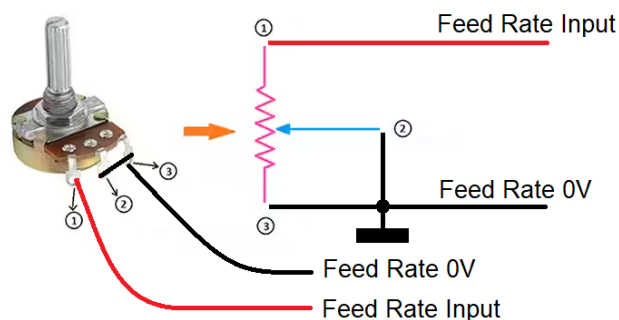 ① Feed Rate Input
②
③ Feed Rate 0V
③
②
①
Feed Rate 0V
Feed Rate Input